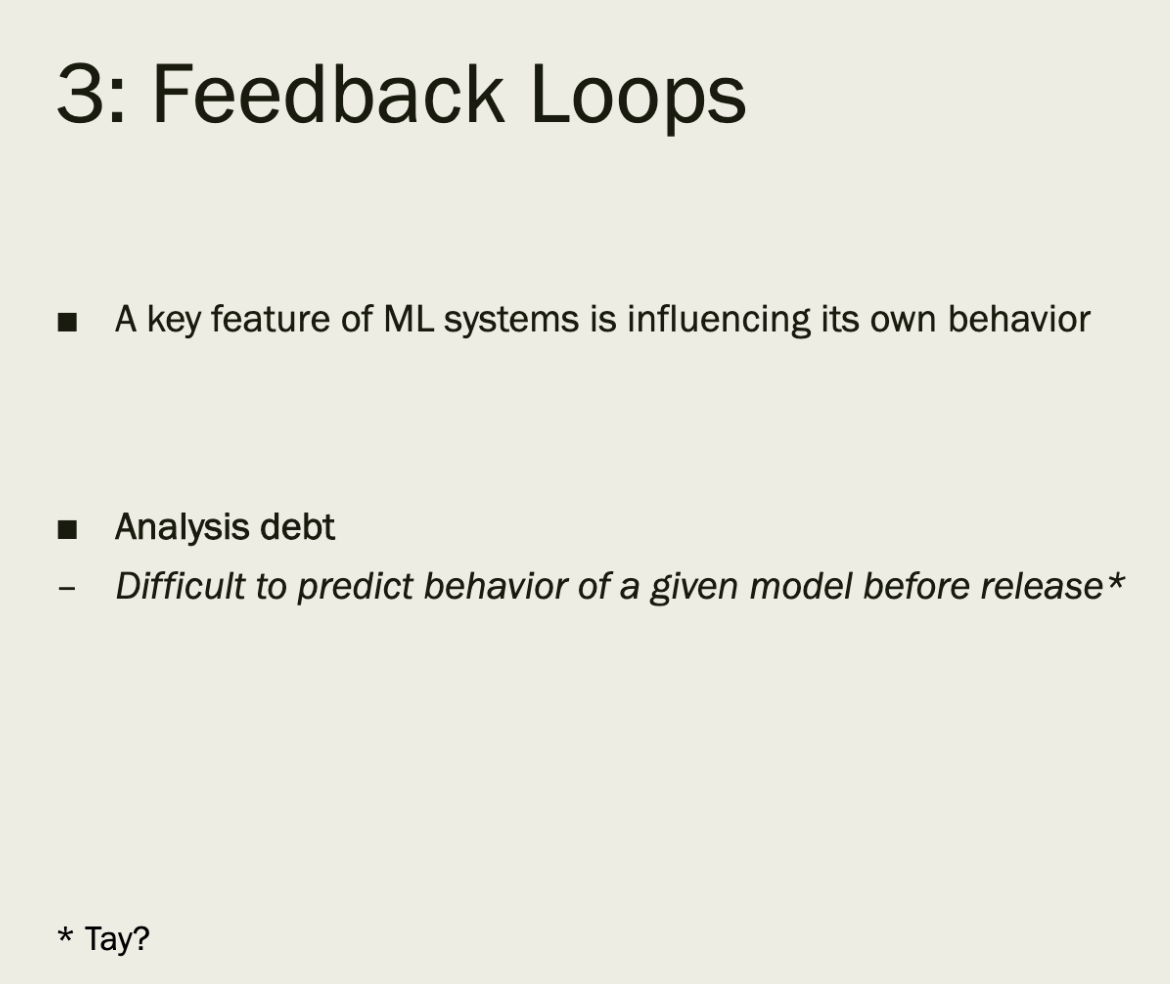 3: Feedback Loops
■ A key feature of ML systems is influencing its own behavior
■ Analysis debt
– Difficult to predict behavior of a given model before release*
* Tay?